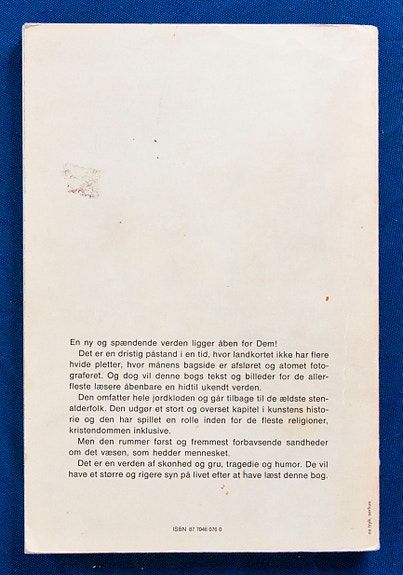 En ny og spændende verden ligger åben for Dem!
Det er en dristig påstand i en tid, hvor landkortet ikke har flere
hvide pletter, hvor månens bagside er afsløret og atomet foto-
graferet. Og dog vil denne bogs tekst og billeder for de aller-
fleste læsere åbenbare en hidtil ukendt verden.
Den omfatter hele jordkloden og går tilbage til de ældste sten-
alderfolk. Den udgør et stort og overset kapitel i kunstens histo-
rie og den har spillet en rolle inden for de fleste religioner,
kristendommen inklusive.
Men den rummer først og fremmest forbavsende sandheder
om det væsen, som hedder mennesket.
Det er en verden af skønhed og gru, tragedie og humor. De vil
have et større og rigere syn på livet efter at have læst denne bog.
ISBN 87 7046 076 0